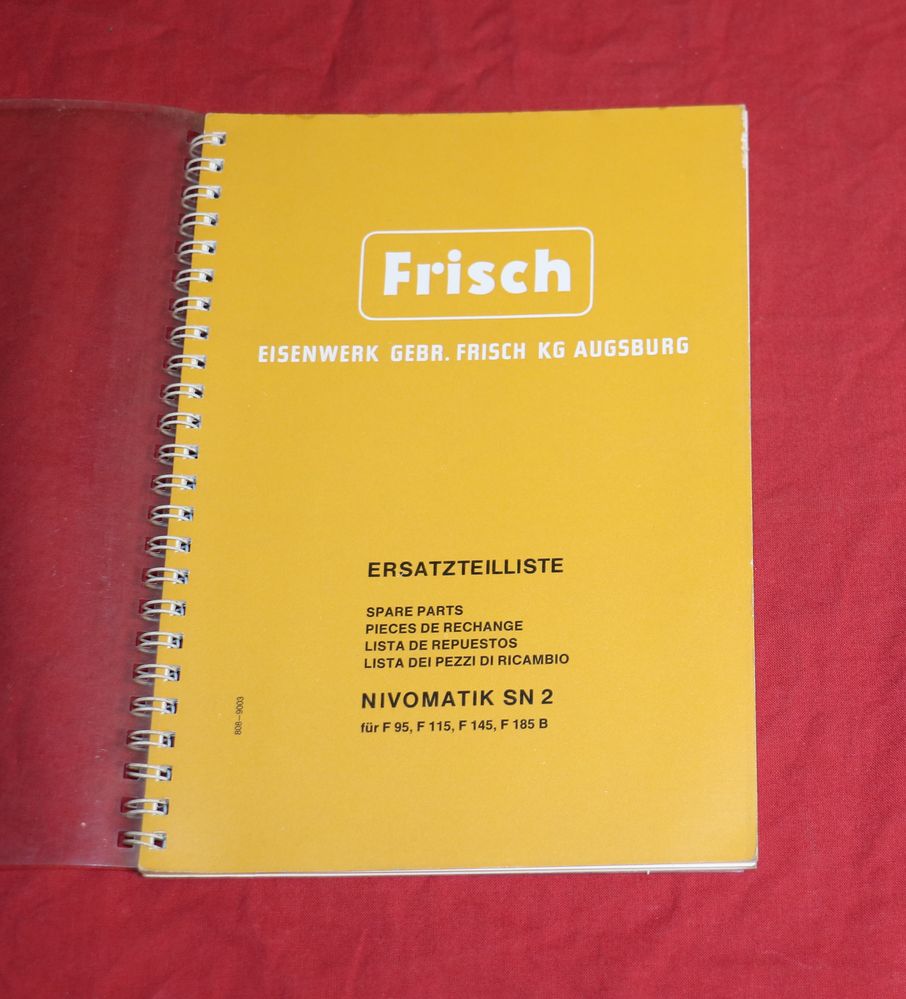 Frisch
EISENWERK GEBR. FRISCH KG AUGSBURG
ERSATZTEILLISTE
SPARE PARTS
PIECES DE RECHANGE
LISTA DE REPUESTOS
LISTA DEI PEZZI DI RICAMBIO
NIVOMATIK SN 2
für F 95, F 115, F 145, F 185 B
808–9003